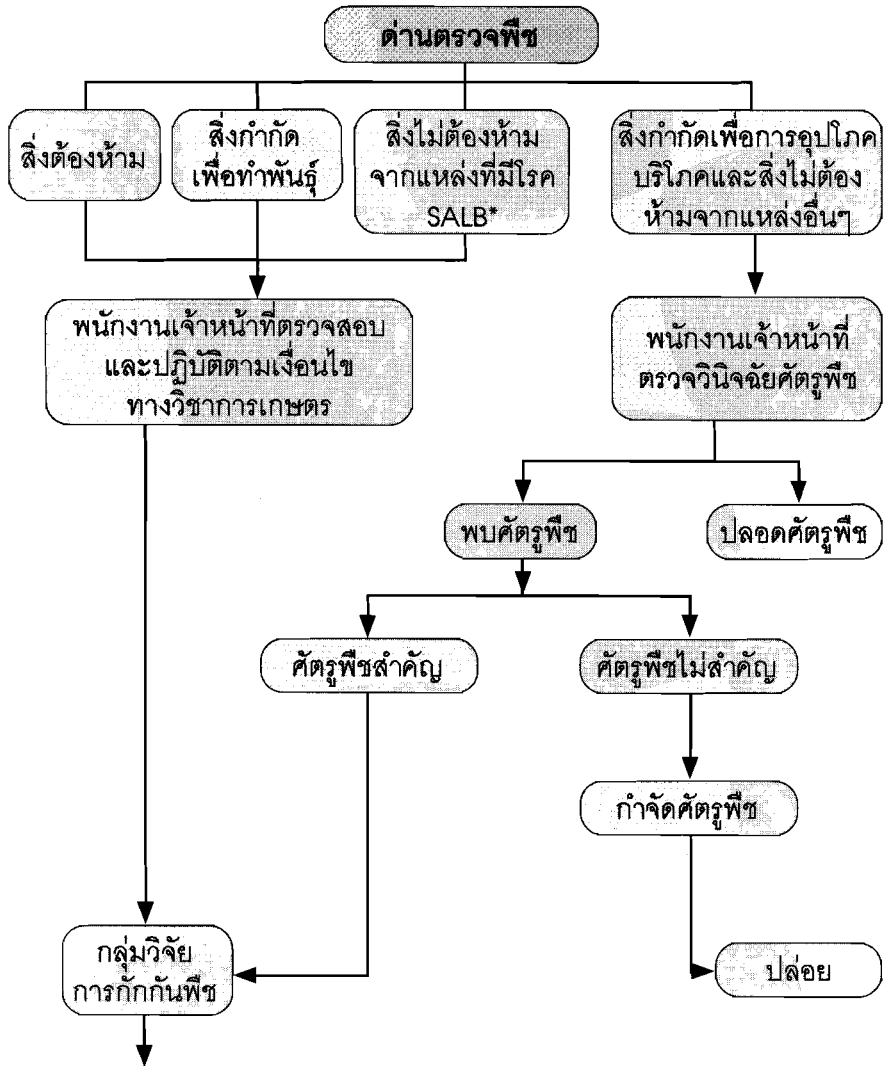 ด่านตรวจพืช
สิ่งต้องห้าม
สิ่งกำกัด
เพื่อทำพันธุ์
สิ่งไม่ต้องห้าม
จากแหล่งที่มีโรค
SALB*
สิ่งกำกัดเพื่อการอุปโภค
บริโภคและสิ่งไม่ต้อง
ห้ามจากแหล่งอื่นๆ
พนักงานเจ้าหน้าที่ตรวจสอบ
และปฏิบัติตามเงื่อนไข
ทางวิชาการเกษตร
พนักงานเจ้าหน้าที่
ตรวจวินิจฉัยศัตรูพืช
พบศัตรูพืช
ปลอดศัตรูพืช
ศัตรูพืชสำคัญ
ศัตรูพืชไม่สำคัญ
กำจัดศัตรูพืช
กลุ่มวิจัย
การกักกันพืช
ปล่อย